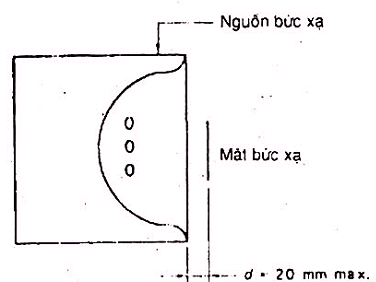 Nguồn bức xạ
Mặt bức xạ
d = 20 mm max.